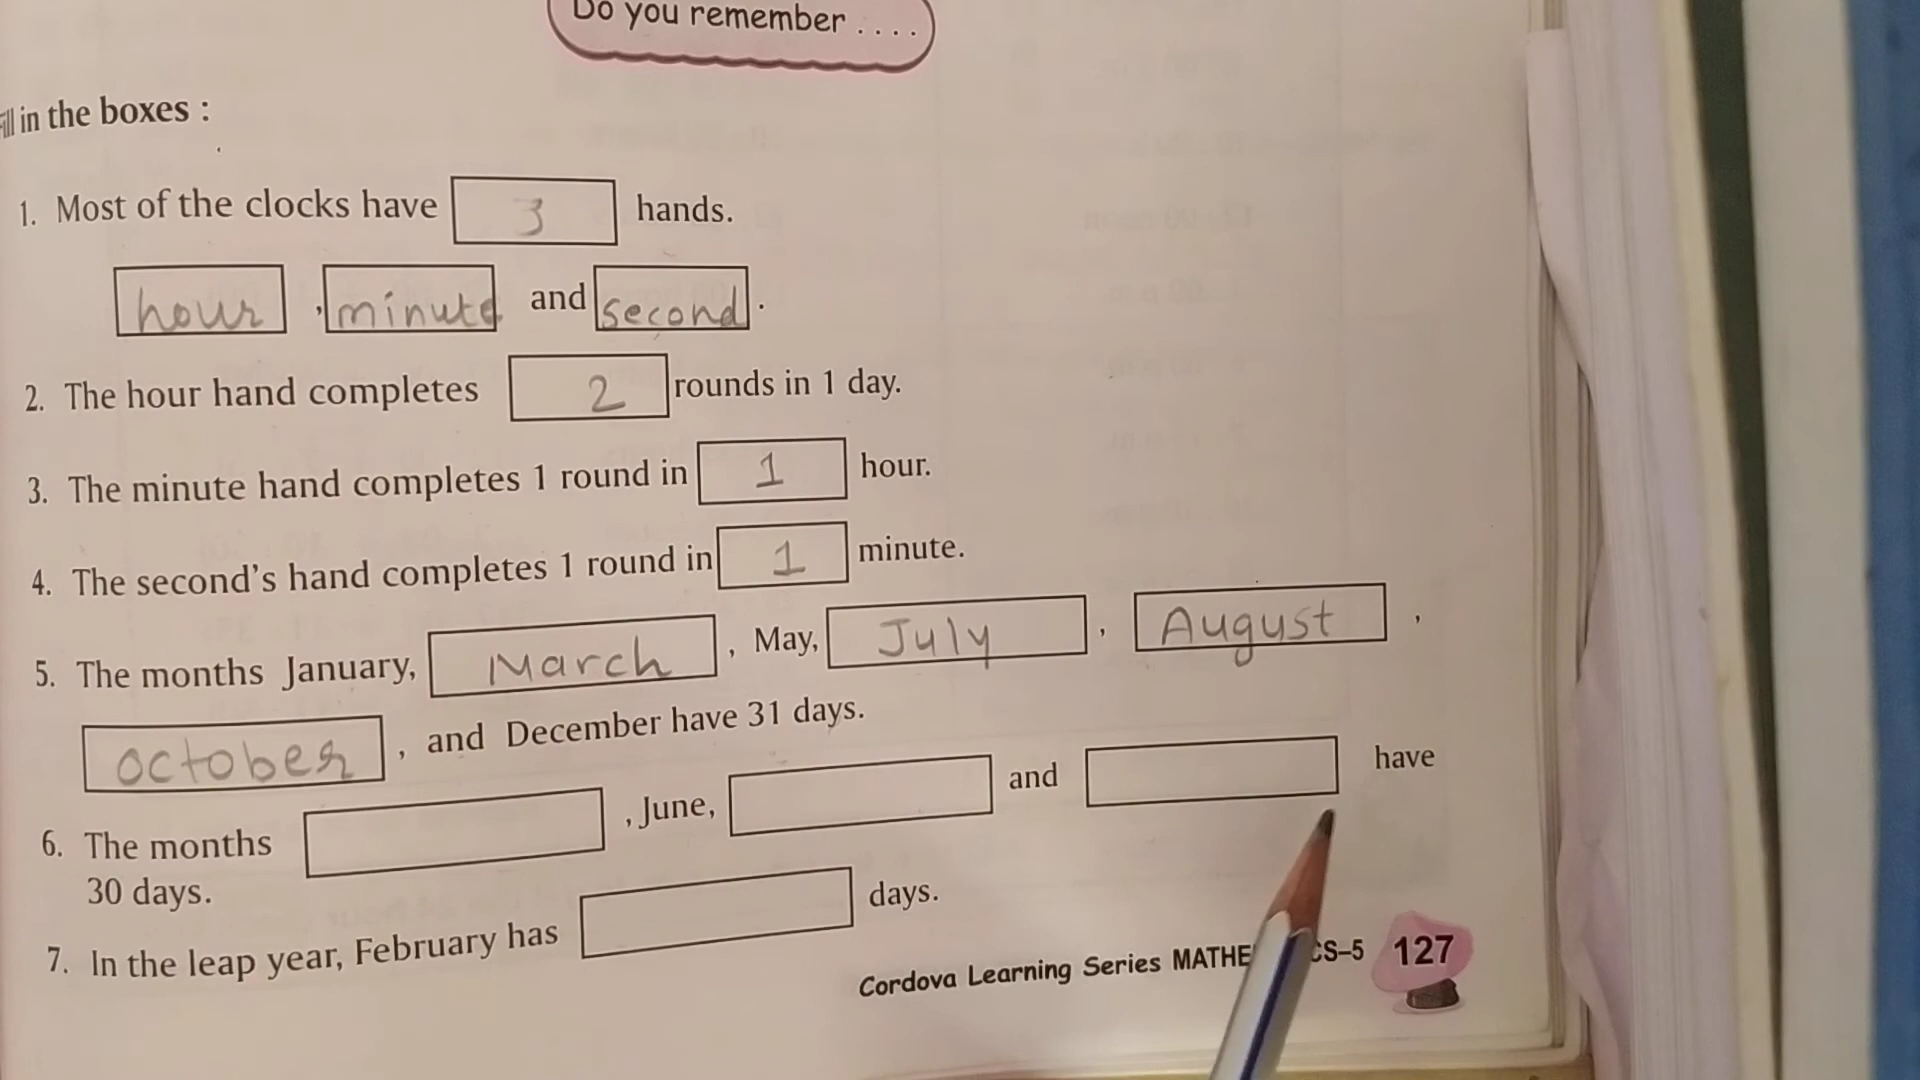 Do you remember ....
Fill in the boxes :
1. Most of the clocks have 3 hands.
hour , minute and second .
2. The hour hand completes 2 rounds in 1 day.
3. The minute hand completes 1 round in 1 hour.
4. The second's hand completes 1 round in 1 minute.
5. The months January, March , May, July , August ,
october , and December have 31 days.
6. The months , June, and have
30 days.
7. In the leap year, February has days.
Cordova Learning Series 127